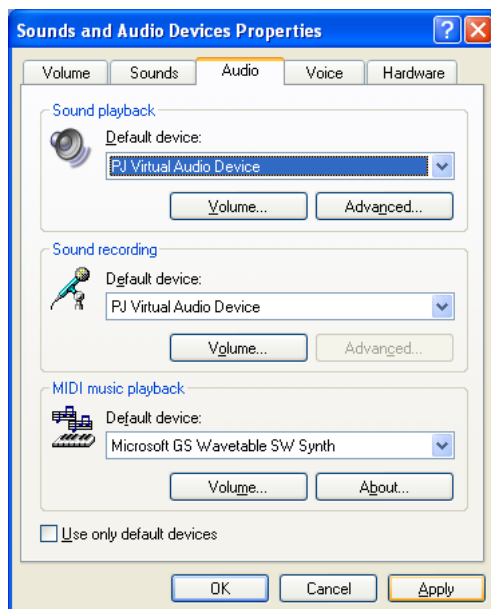 Sounds and Audio Devices Properties
Volume Sounds Audio Voice Hardware
Sound playback
Default device:
PJ Virtual Audio Device
Volume... Advanced...
Sound recording
Default device:
PJ Virtual Audio Device
Volume... Advanced...
MIDI music playback
Default device:
Microsoft GS Wavetable SW Synth
Volume... About...
Use only default devices
OK Cancel Apply